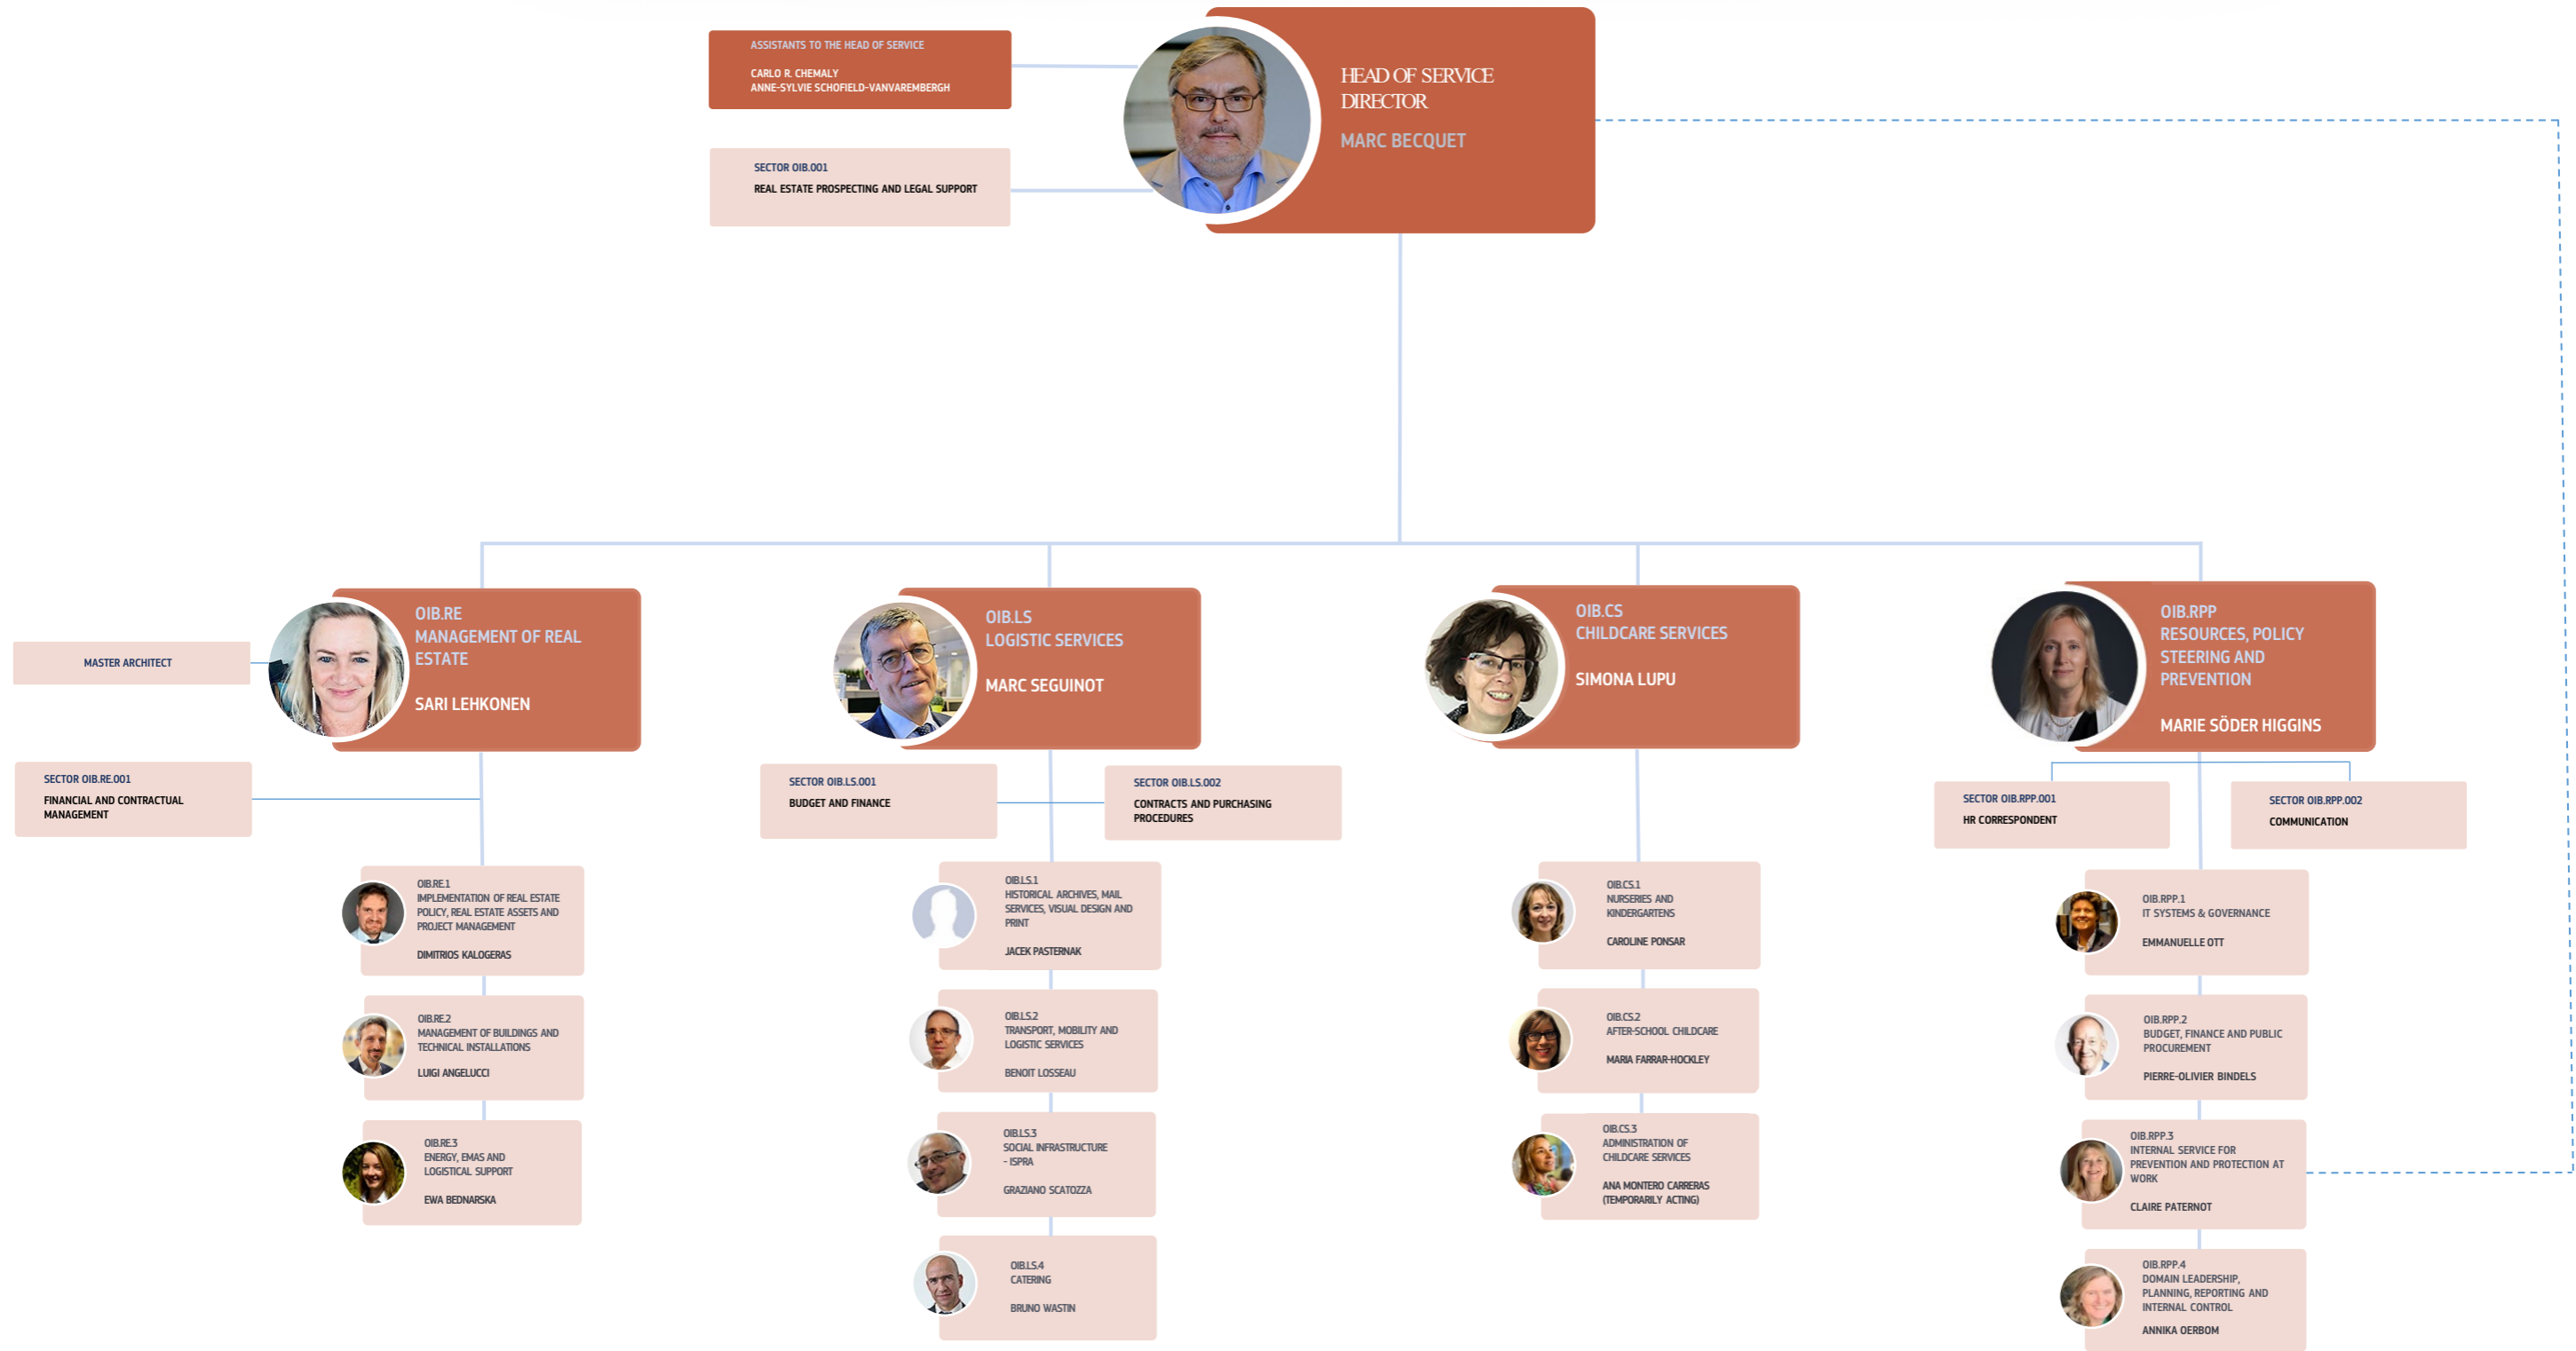 ASSISTANTS TO THE HEAD OF SERVICE
CARLO R. CHEMALY
ANNE-SYLVIE SCHOFIELD-VANVAREMBERGH
SECTOR OIB.001
REAL ESTATE PROSPECTING AND LEGAL SUPPORT
HEAD OF SERVICE
DIRECTOR
MARC BECQUET
MASTER ARCHITECT
OIB.RE
MANAGEMENT OF REAL
ESTATE
SARI LEHKONEN
SECTOR OIB.RE.001
FINANCIAL AND CONTRACTUAL
MANAGEMENT
OIB.RE.1
IMPLEMENTATION OF REAL ESTATE
POLICY, REAL ESTATE ASSETS AND
PROJECT MANAGEMENT
DIMITRIOS KALOGERAS
OIB.RE.2
MANAGEMENT OF BUILDINGS AND
TECHNICAL INSTALLATIONS
LUIGI ANGELUCCI
OIB.RE.3
ENERGY, EMAS AND
LOGISTICAL SUPPORT
EWA BEDNARSKA
OIB.LS
LOGISTIC SERVICES
MARC SEGUINOT
SECTOR OIB.LS.001
BUDGET AND FINANCE
SECTOR OIB.LS.002
CONTRACTS AND PURCHASING
PROCEDURES
OIB.LS.1
HISTORICAL ARCHIVES, MAIL
SERVICES, VISUAL DESIGN AND
PRINT
JACEK PASTERNAK
OIB.LS.2
TRANSPORT, MOBILITY AND
LOGISTIC SERVICES
BENOIT LOSSEAU
OIB.LS.3
SOCIAL INFRASTRUCTURE
- ISPRA
GRAZIANO SCATOZZA
OIB.LS.4
CATERING
BRUNO WASTIN
OIB.CS
CHILDCARE SERVICES
SIMONA LUPU
OIB.CS.1
NURSERIES AND
KINDERGARTENS
CAROLINE PONSAR
OIB.CS.2
AFTER-SCHOOL CHILDCARE
MARIA FARRAR-HOCKLEY
OIB.CS.3
ADMINISTRATION OF
CHILDCARE SERVICES
ANA MONTERO CARRERAS
(TEMPORARILY ACTING)
OIB.RPP
RESOURCES, POLICY
STEERING AND
PREVENTION
MARIE SÖDER HIGGINS
SECTOR OIB.RPP.001
HR CORRESPONDENT
SECTOR OIB.RPP.002
COMMUNICATION
OIB.RPP.1
IT SYSTEMS & GOVERNANCE
EMMANUELLE OTT
OIB.RPP.2
BUDGET, FINANCE AND PUBLIC
PROCUREMENT
PIERRE-OLIVIER BINDELS
OIB.RPP.3
INTERNAL SERVICE FOR
PREVENTION AND PROTECTION AT
WORK
CLAIRE PATERNOT
OIB.RPP.4
DOMAIN LEADERSHIP,
PLANNING, REPORTING AND
INTERNAL CONTROL
ANNIKA OERBOM